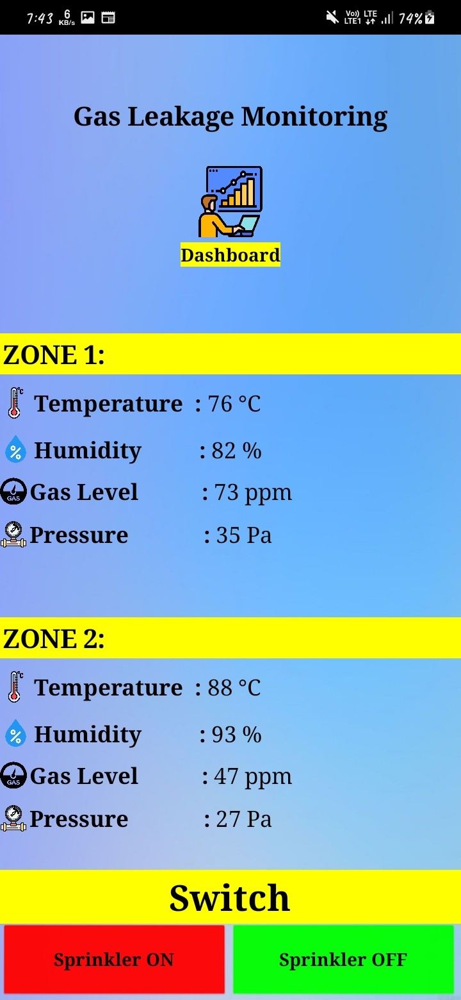 7:43 6 KB/s Vo)) LTE LTE1 74%
Gas Leakage Monitoring
Dashboard
ZONE 1:
°C Temperature : 76 °C
% Humidity : 82 %
GAS Gas Level : 73 ppm
Pressure : 35 Pa
ZONE 2:
°C Temperature : 88 °C
% Humidity : 93 %
GAS Gas Level : 47 ppm
Pressure : 27 Pa
Switch
Sprinkler ON Sprinkler OFF